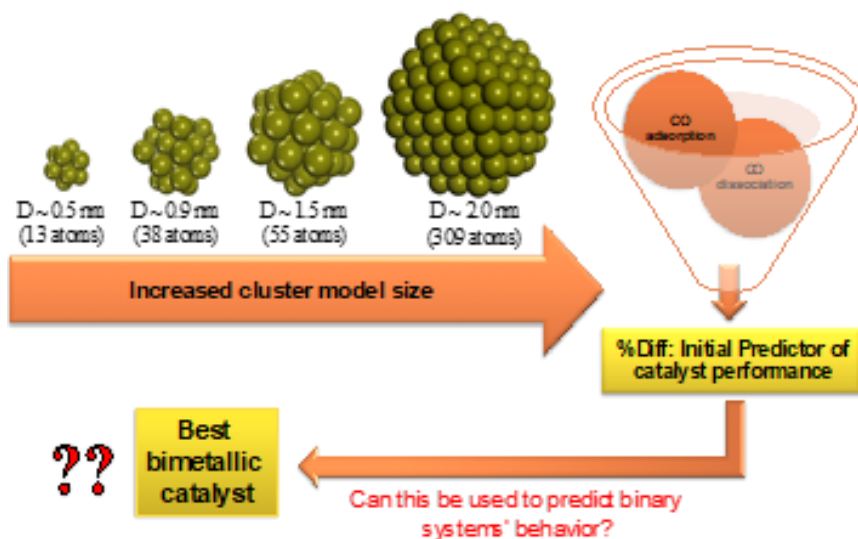 CO
adsorption
CO
dissociation
D~0.5 nm
(13 atoms)
D~0.9 nm
(38 atoms)
D~1.5 nm
(55 atoms)
D~2.0 nm
(309 atoms)
Increased cluster model size
%Diff: Initial Predictor of
catalyst performance
??
Best
bimetallic
catalyst
Can this be used to predict binary
systems' behavior?